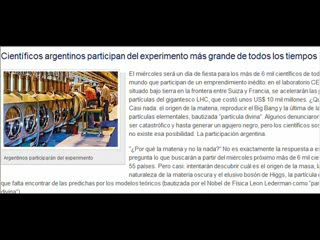 Científicos argentinos participan del experimento más grande de todos los tiempos
El miércoles será un día de fiesta para los más de 6 mil científicos de tod
mundo que participan de un emprendimiento inédito: en el laboratorio CE
situado bajo tierra en la frontera entre Suiza y Francia, se acelerarán las p
partículas del gigantesco LHC, que costó unos US$ 10 mil millones. ¿Qu
Casi nada: el origen de la materia, reproducir el Big Bang y la última de la
partículas elementales, bautizada "partícula divina". Algunos denunciaron
ser catastrófico y hasta generar un agujero negro, pero los científicos sos
no existe esa posibilidad. La participación argentina.
Argentinos participarán del experimento
"¿Por qué la materia y no la nada?" No es exactamente la respuesta a es
pregunta lo que buscarán a partir del miércoles próximo más de 6 mil cie
55 países. Pero casi: intentarán descubrir cuál es el origen de la masa, la
naturaleza de la materia oscura y el elusivo bosón de Higgs, la partícula e
que falta encontrar de las predichas por los modelos teóricos (bautizada por el Nobel de Física Leon Lederman como "par
divina").